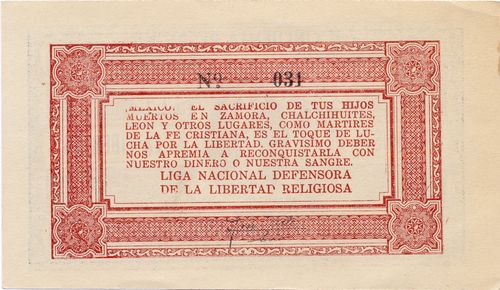 Nº 031
¡MEXICO! EL SACRIFICIO DE TUS HIJOS
MUERTOS EN ZAMORA, CHALCHIHUITES,
LEON Y OTROS LUGARES, COMO MARTIRES
DE LA FE CRISTIANA, ES EL TOQUE DE LU-
CHA POR LA LIBERTAD. GRAVISIMO DEBER
NOS APREMIA A RECONQUISTARLA CON
NUESTRO DINERO O NUESTRA SANGRE.
LIGA NACIONAL DEFENSORA
DE LA LIBERTAD RELIGIOSA